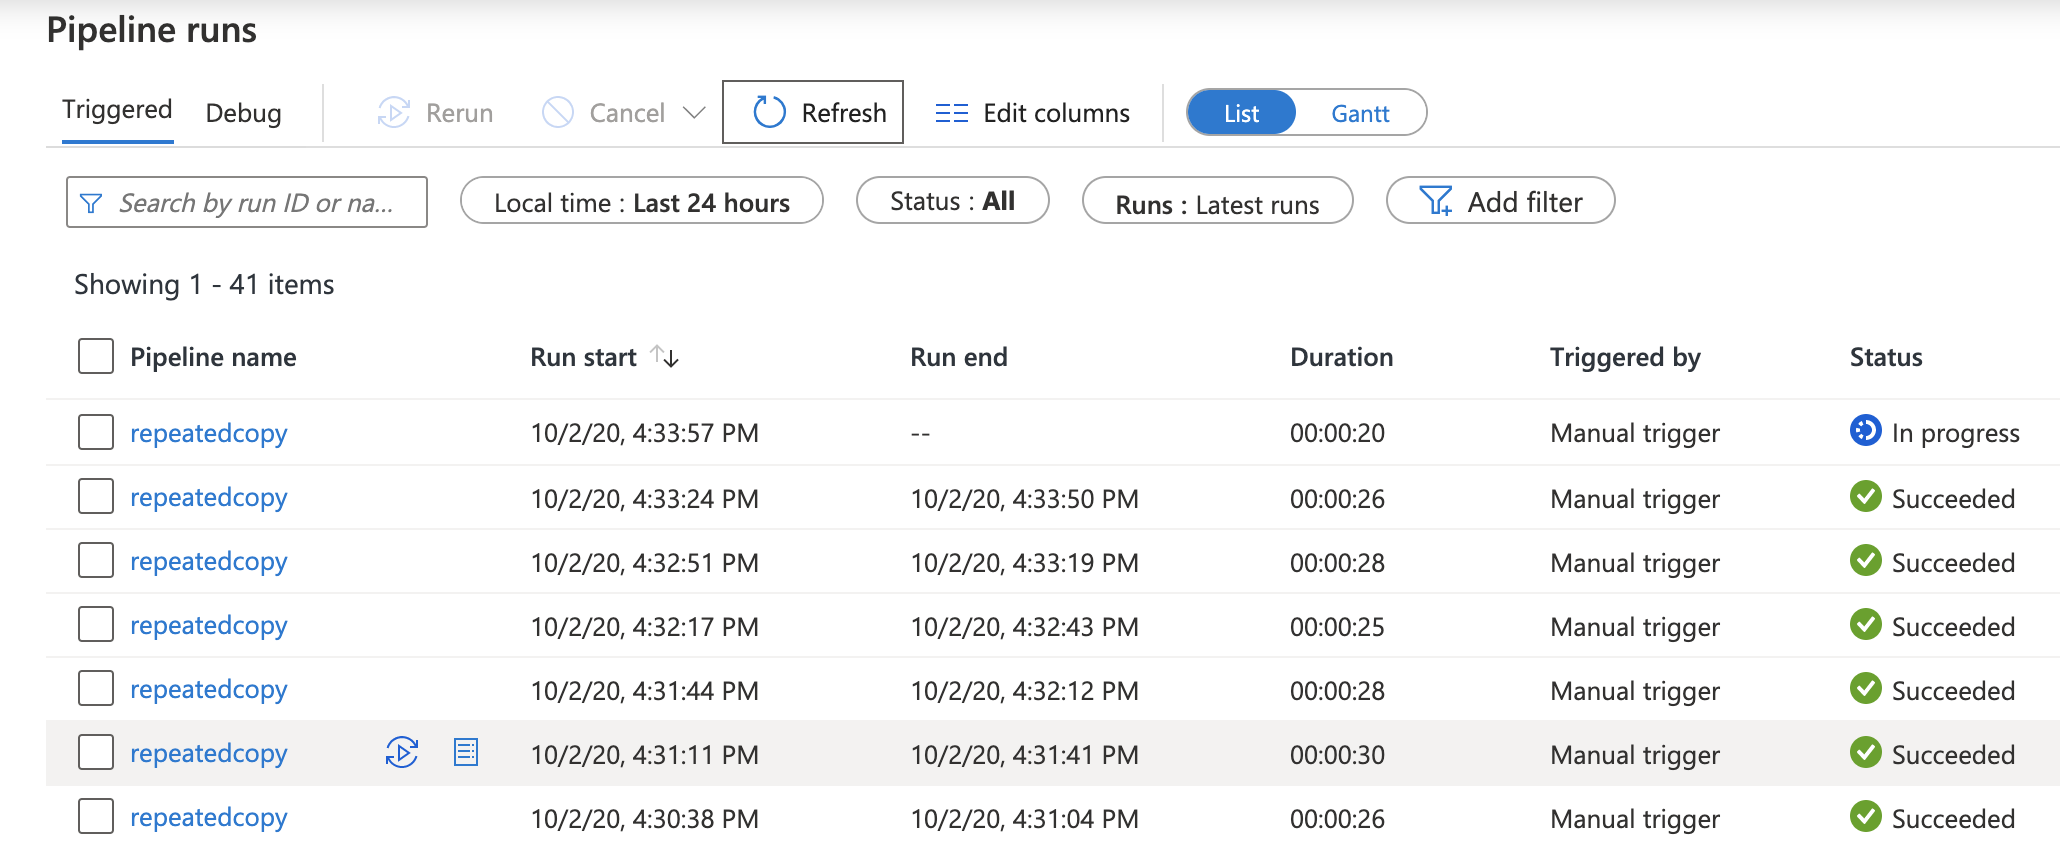 Pipeline runs
Triggered Debug Rerun Cancel Refresh Edit columns List Gantt
Search by run ID or na... Local time : Last 24 hours Status : All Runs : Latest runs Add filter
Showing 1 - 41 items
Pipeline name Run start Run end Duration Triggered by Status
repeatedcopy 10/2/20, 4:33:57 PM -- 00:00:20 Manual trigger In progress
repeatedcopy 10/2/20, 4:33:24 PM 10/2/20, 4:33:50 PM 00:00:26 Manual trigger Succeeded
repeatedcopy 10/2/20, 4:32:51 PM 10/2/20, 4:33:19 PM 00:00:28 Manual trigger Succeeded
repeatedcopy 10/2/20, 4:32:17 PM 10/2/20, 4:32:43 PM 00:00:25 Manual trigger Succeeded
repeatedcopy 10/2/20, 4:31:44 PM 10/2/20, 4:32:12 PM 00:00:28 Manual trigger Succeeded
repeatedcopy 10/2/20, 4:31:11 PM 10/2/20, 4:31:41 PM 00:00:30 Manual trigger Succeeded
repeatedcopy 10/2/20, 4:30:38 PM 10/2/20, 4:31:04 PM 00:00:26 Manual trigger Succeeded